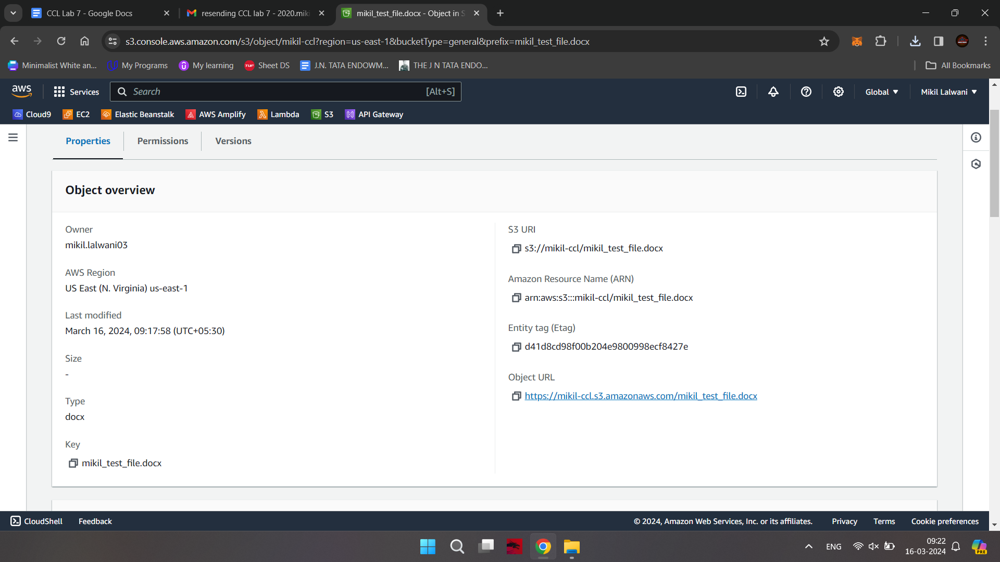 CCL Lab 7 - Google Docs
resending CCL lab 7 - 2020.miki
mikil_test_file.docx - Object in S
s3.console.aws.amazon.com/s3/object/mikil-ccl?region=us-east-1&bucketType=general&prefix=mikil_test_file.docx
Minimalist White an...
My Programs
My learning
Sheet DS
J.N. TATA ENDOWM...
THE J N TATA ENDO...
All Bookmarks
aws
Services
Search
[Alt+S]
Global
Mikil Lalwani
Cloud9
EC2
Elastic Beanstalk
AWS Amplify
Lambda
S3
API Gateway
Properties
Permissions
Versions
Object overview
Owner
mikil.lalwani03
AWS Region
US East (N. Virginia) us-east-1
Last modified
March 16, 2024, 09:17:58 (UTC+05:30)
Size
-
Type
docx
Key
mikil_test_file.docx
S3 URI
s3://mikil-ccl/mikil_test_file.docx
Amazon Resource Name (ARN)
arn:aws:s3:::mikil-ccl/mikil_test_file.docx
Entity tag (Etag)
d41d8cd98f00b204e9800998ecf8427e
Object URL
https://mikil-ccl.s3.amazonaws.com/mikil_test_file.docx
CloudShell
Feedback
© 2024, Amazon Web Services, Inc. or its affiliates.
Privacy
Terms
Cookie preferences
ENG
09:22
16-03-2024
PRE